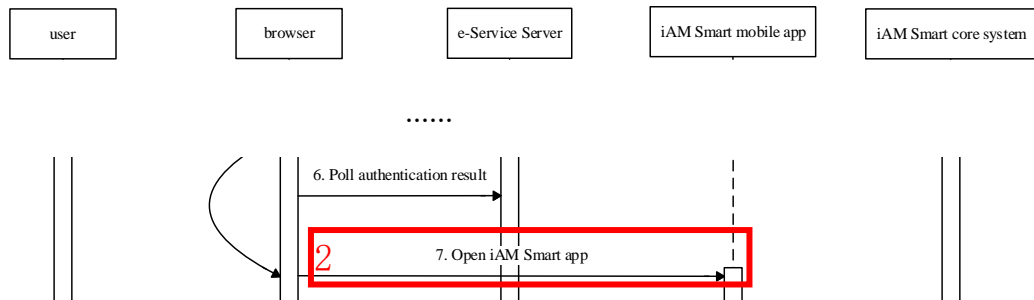 user
browser
e-Service Server
iAM Smart mobile app
iAM Smart core system
......
6. Poll authentication result
2
7. Open iAM Smart app